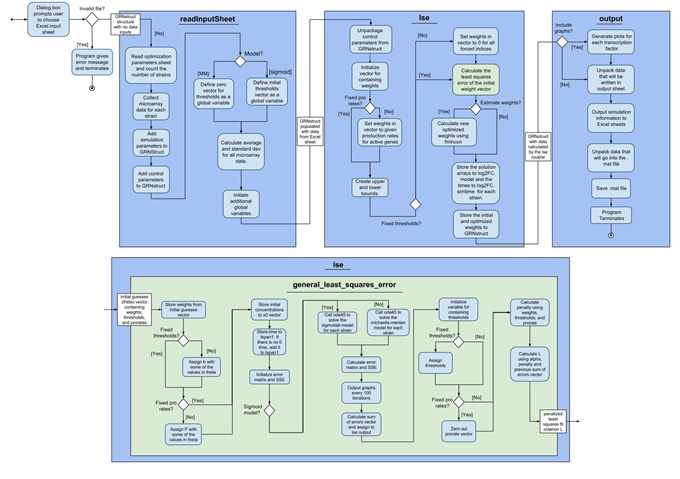 Dialog box
prompts user
to choose
Excel input
sheet
Invalid file?
[Yes]
Program gives
error message
and terminates
GRNstruct
structure
with no data
inputs
[No]
readInputSheet
Read optimization
parameters sheet
and count the
number of strains
Collect
microarray
data for each
strain
Add
simulation
parameters to
GRNStruct
Add control
parameters to
GRNstruct
Model?
[MM]
[sigmoid]
Define zero
vector for
thresholds as a
global variable
Define initial
thresholds
vector as a
global variable
Calculate average
and standard dev
for all microarray
data.
Initiate
additional
global
variables
GRNstruct
populated
with data
from Excel
sheet
lse
Unpackage
control
parameters from
GRNstruct
Initialize
vector for
containing
weights
Fixed pro
rates?
[Yes]
[No]
Set weights in
vector to given
production rates
for active genes
Create upper and
lower bounds.
Fixed thresholds?
[No]
[Yes]
Set weights in
vector to 0 for all
forced indices
Calculate the
least squares
error of the initial
weight vector
Estimate weights?
[Yes]
[No]
Calculate new
optimized
weights using
fmincon
Store the solution
arrays to log2FC.
model and the
times to log2FC.
simtime for each
strain.
Store the initial
and optimized
weights to
GRNstruct
GRNstruct
with data
calculated
by the lse
routine
output
Include
graphs?
[No]
[Yes]
Generate plots for
each transcription
factor
Unpack data
that will be
written in
output sheet
Output simulation
information to
Excel sheets
Unpack data that
will go into the .
mat file
Save .mat file
Program
Terminates
lse
general_least_squares_error
initial guesses
(theta) vector
containing
weights,
thresholds,
and prorates
Store weights from
initial guesses
vector
Fixed
thresholds?
[Yes]
[No]
Assign b with
some of the
values in theta
Fixed pro
rates?
[Yes]
[No]
Assign P with
some of the
values in theta
Store initial
concentrations to
x0 vector
Store time to
tspan1. If
there is no 0
time, add it
to tspan1
Initialize error
matrix and SSE
Sigmoid
model?
[Yes]
[No]
Call ode45 to
solve the
sigmoidal model
for each strain
Call ode45 to
solve the
michaelis-menten
model for each
strain
Calculate error
matrix and SSE
Output graphs
every 100
iterations
Calculate sum
of errors vector
and assign to
lse output
Initialize
variable for
containing
thresholds
Fixed
thresholds?
[Yes]
[No]
Assign
thresholds
Fixed pro
rates?
[Yes]
[No]
Zero out
prorate vector
Calculate
penalty using
weights,
thresholds, and
prorate
Calculate L
using alpha,
penalty and
previous sum of
errors vector
penalized
least
squares fit
criterion L